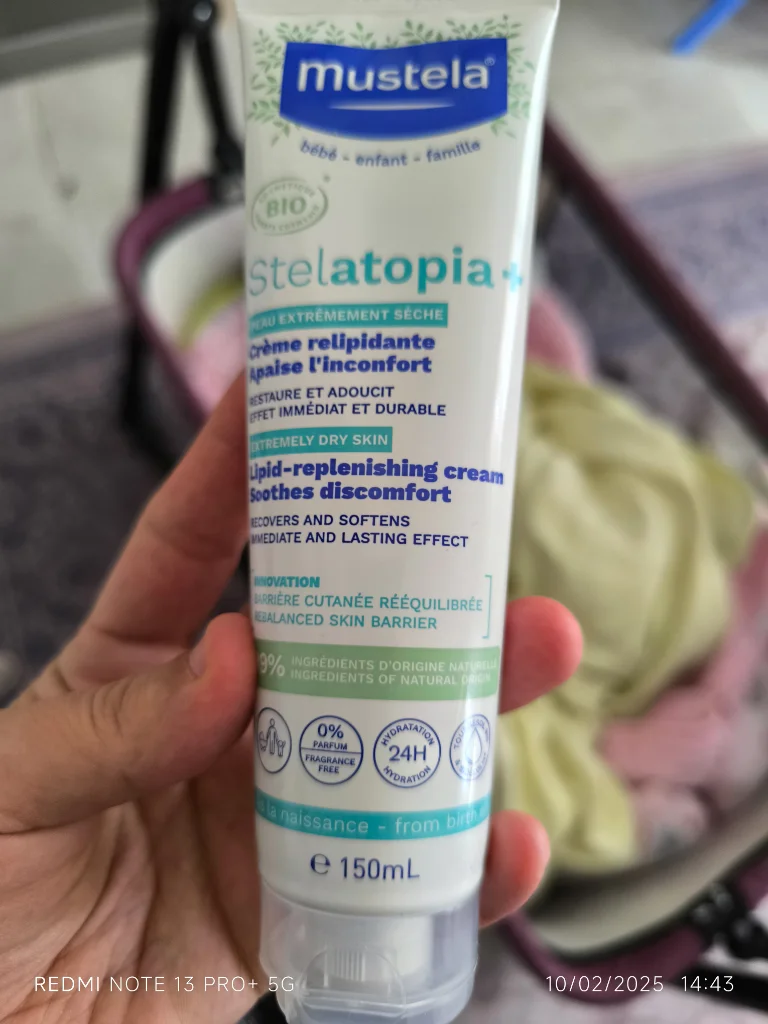 mustela®
bébé - enfant - famille
BIO
Stelatopia +
PEAU EXTRÊMEMENT SÈCHE
Crème relipidante
Apaise l'inconfort
RESTAURE ET ADOUCIT
EFFET IMMÉDIAT ET DURABLE
EXTREMELY DRY SKIN
Lipid-replenishing cream
Soothes discomfort
RECOVERS AND SOFTENS
IMMEDIATE AND LASTING EFFECT
INNOVATION
BARRIÈRE CUTANÉE RÉÉQUILIBRÉE
REBALANCED SKIN BARRIER
9%
INGRÉDIENTS D'ORIGINE NATURELLE
INGREDIENTS OF NATURAL ORIGIN
0%
PARFUM
FRAGRANCE
FREE
HYDRATATION
24H
HYDRATION
la naissance - from birth
e 150mL
REDMI NOTE 13 PRO+ 5G
10/02/2025 14:43